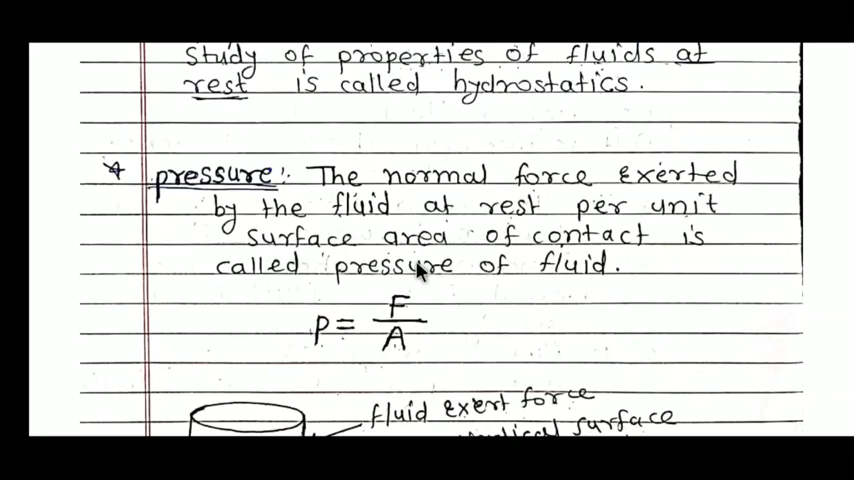 Study of properties of fluids at
rest is called hydrostatics.
* pressure:. The normal force exerted
by the fluid at rest per unit
surface area of contact is
called pressure of fluid.
P = F / A
fluid exert force
surface